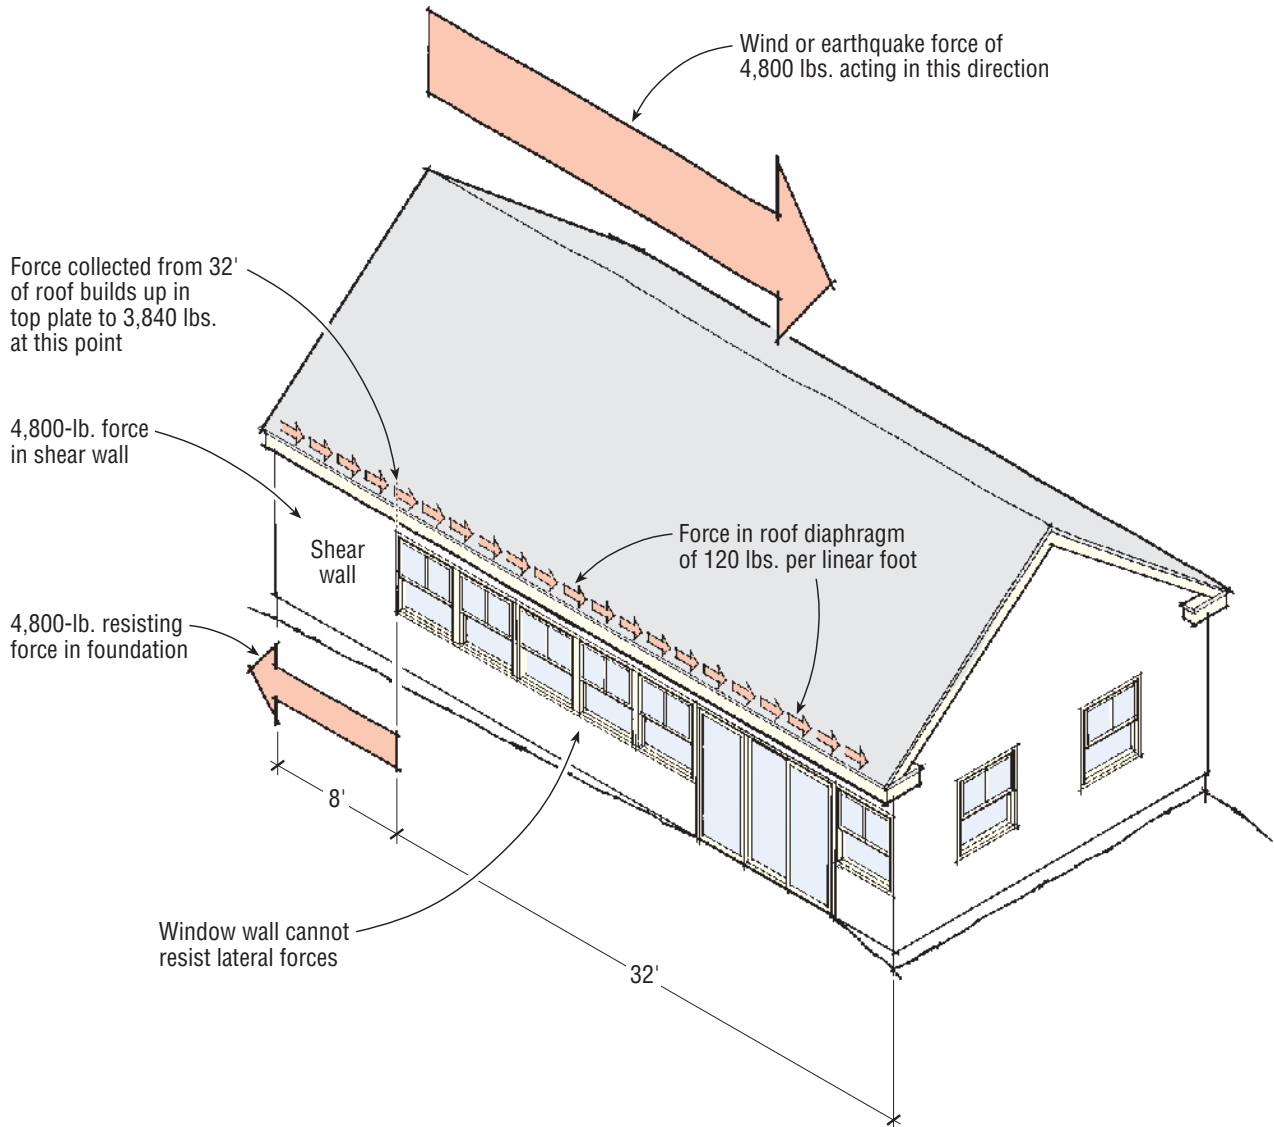 Wind or earthquake force of
4,800 lbs. acting in this direction
Force collected from 32'
of roof builds up in
top plate to 3,840 lbs.
at this point
4,800-lb. force
in shear wall
Shear
wall
Force in roof diaphragm
of 120 lbs. per linear foot
4,800-lb. resisting
force in foundation
8'
Window wall cannot
resist lateral forces
32'